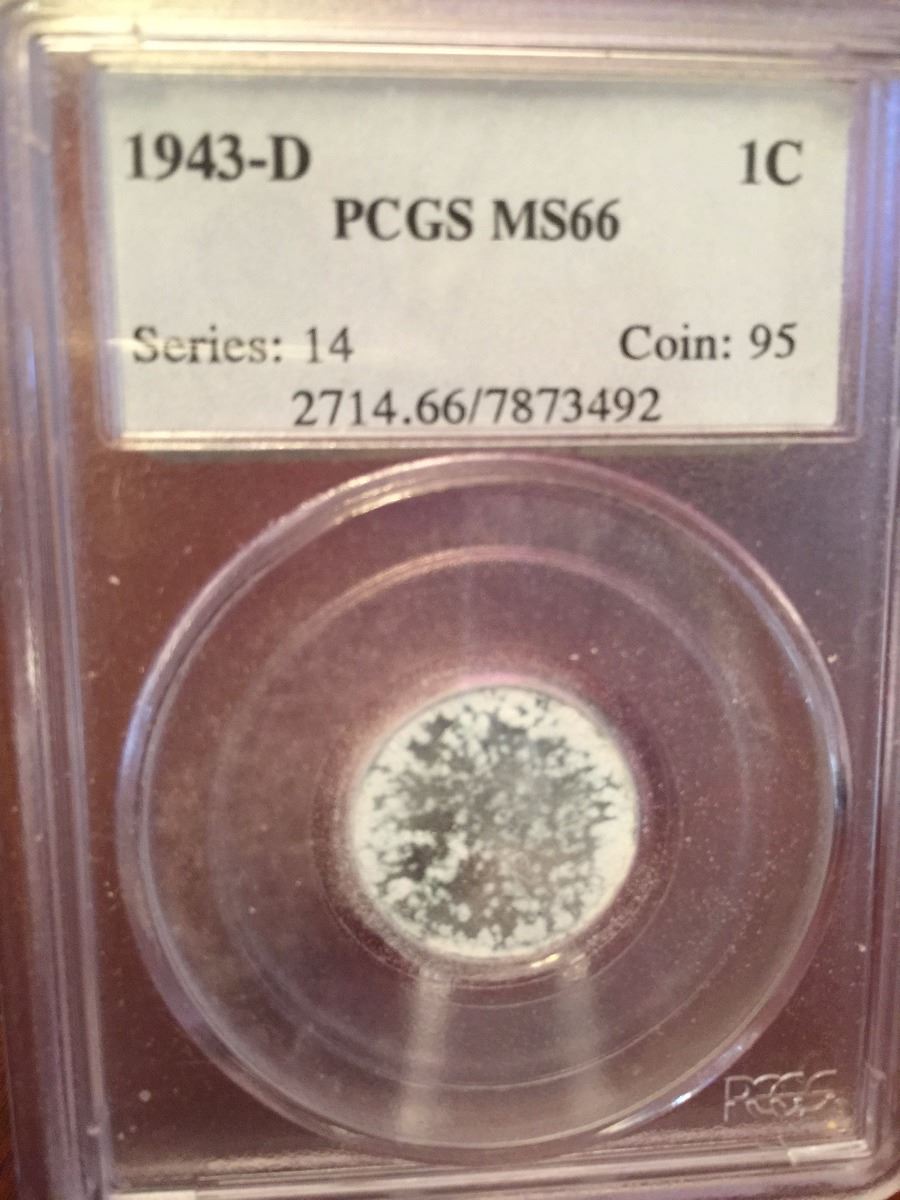 1943-D 1C
PCGS MS66
Series: 14 Coin: 95
2714.66/7873492
PCGS